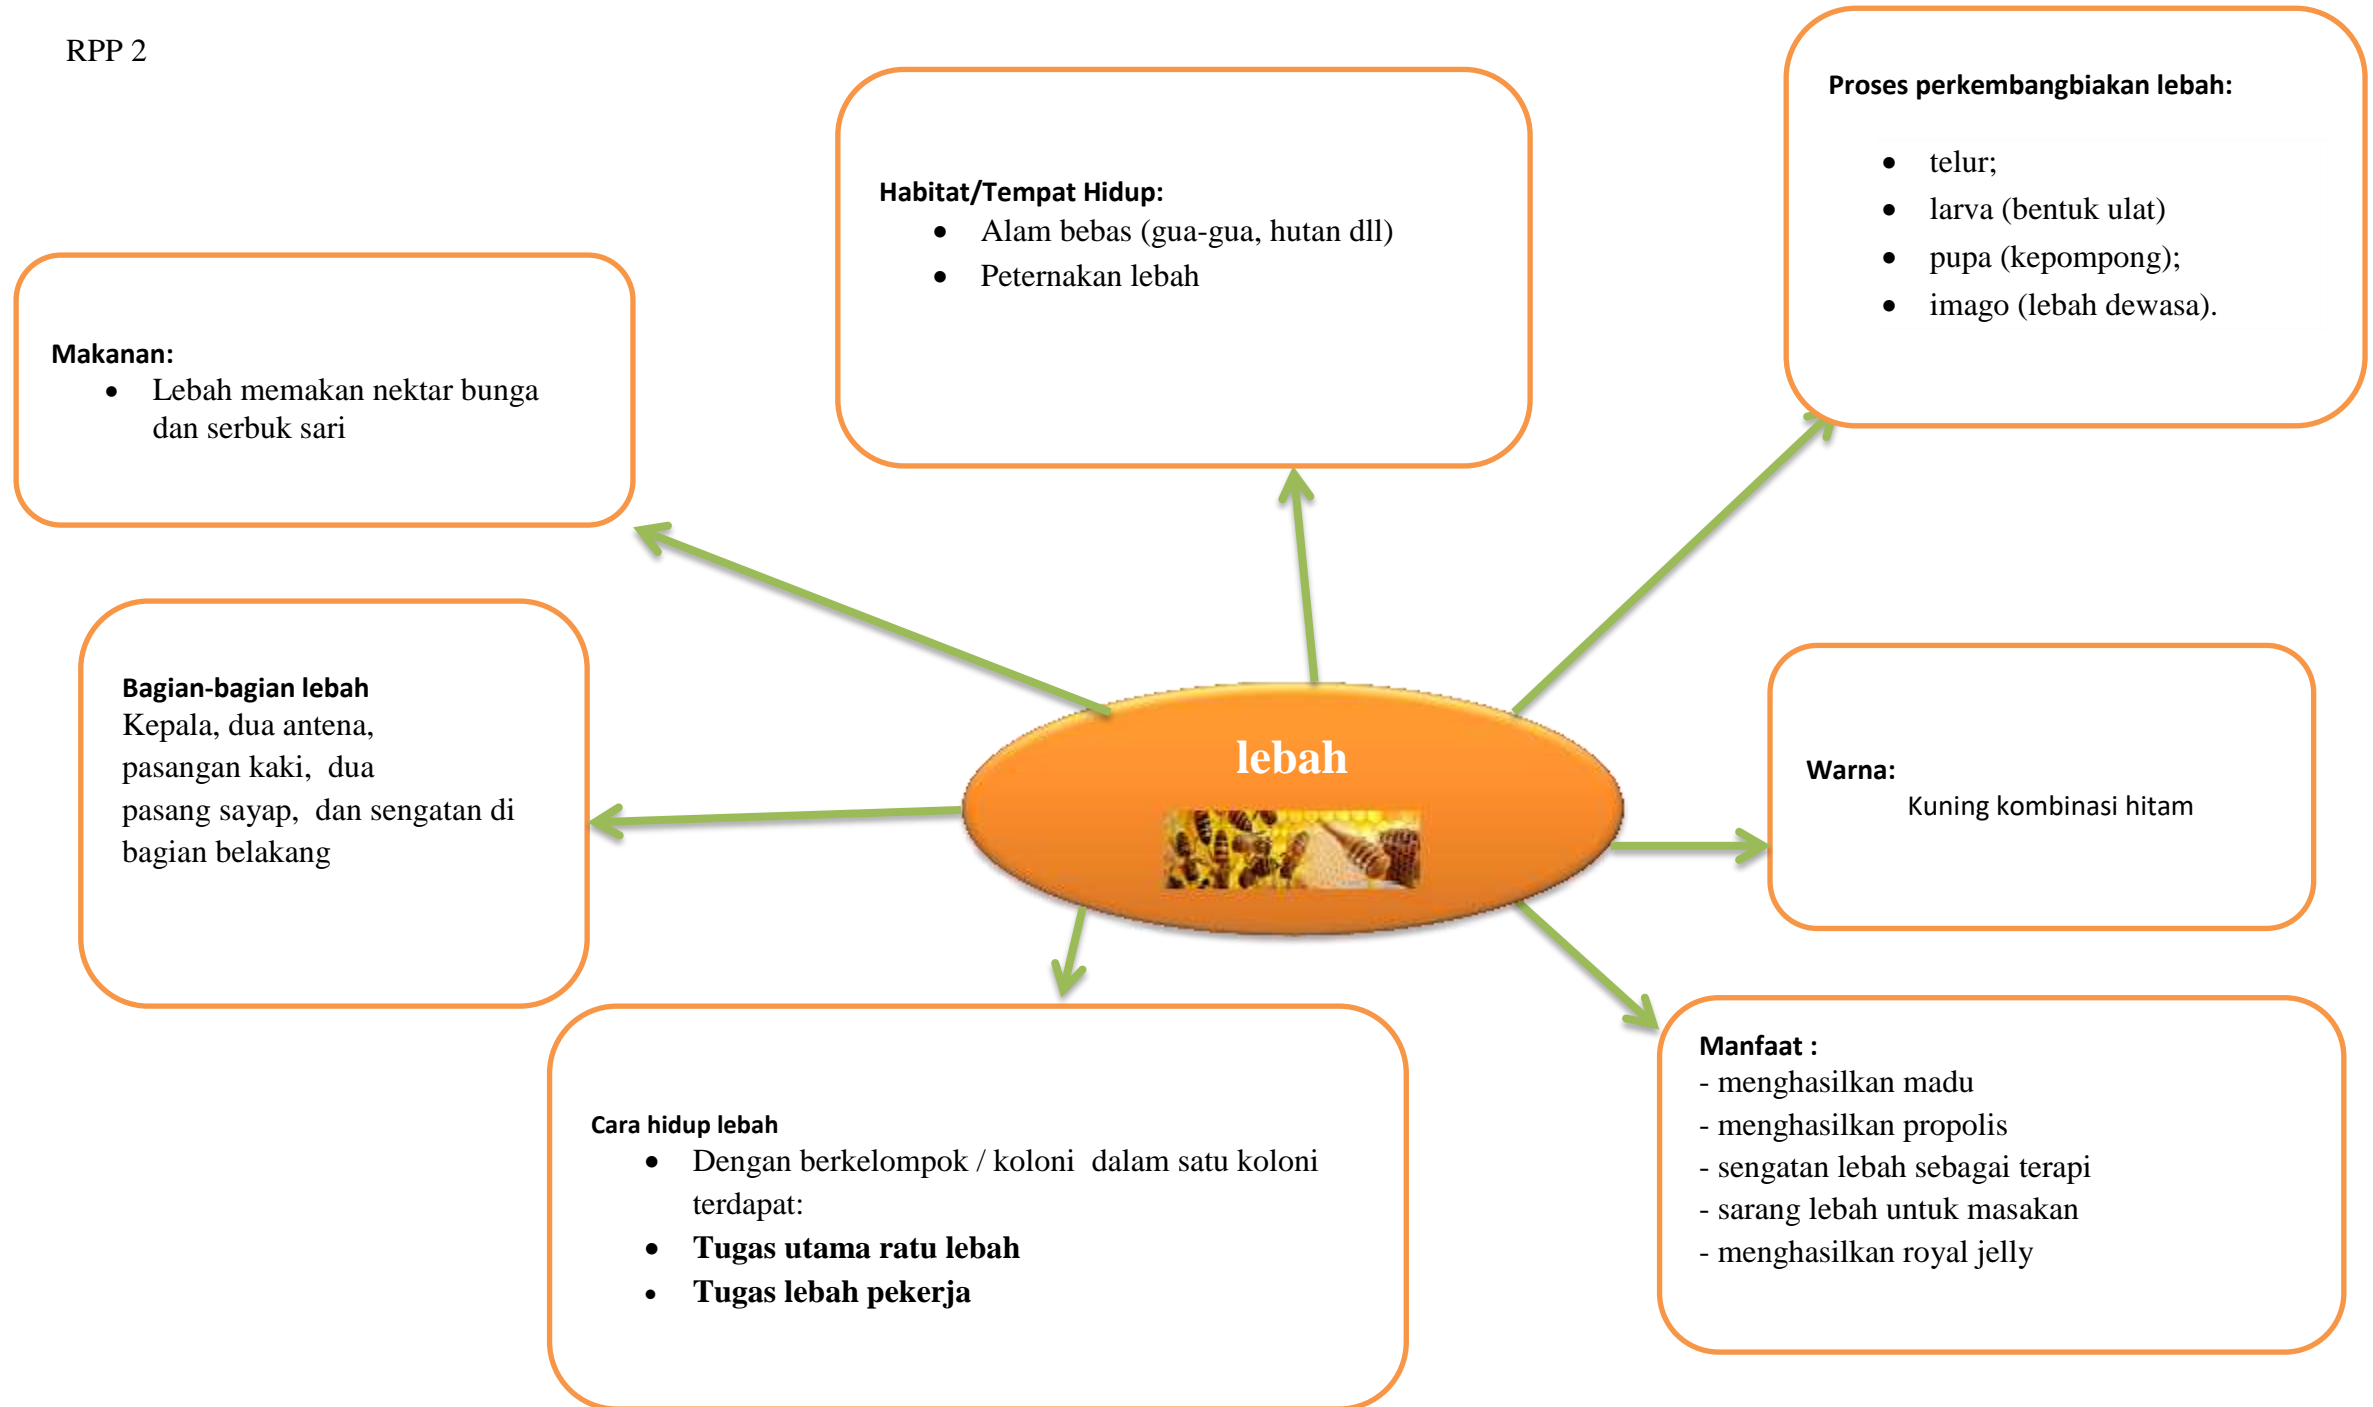 RPP 2
Proses perkembangbiakan lebah:
• telur;
• larva (bentuk ulat)
• pupa (kepompong);
• imago (lebah dewasa).
Habitat/Tempat Hidup:
• Alam bebas (gua-gua, hutan dll)
• Peternakan lebah
Makanan:
• Lebah memakan nektar bunga
dan serbuk sari
Bagian-bagian lebah
Kepala, dua antena,
pasangan kaki, dua
pasang sayap, dan sengatan di
bagian belakang
lebah
Warna:
Kuning kombinasi hitam
Cara hidup lebah
• Dengan berkelompok / koloni dalam satu koloni
terdapat:
• Tugas utama ratu lebah
• Tugas lebah pekerja
Manfaat :
- menghasilkan madu
- menghasilkan propolis
- sengatan lebah sebagai terapi
- sarang lebah untuk masakan
- menghasilkan royal jelly